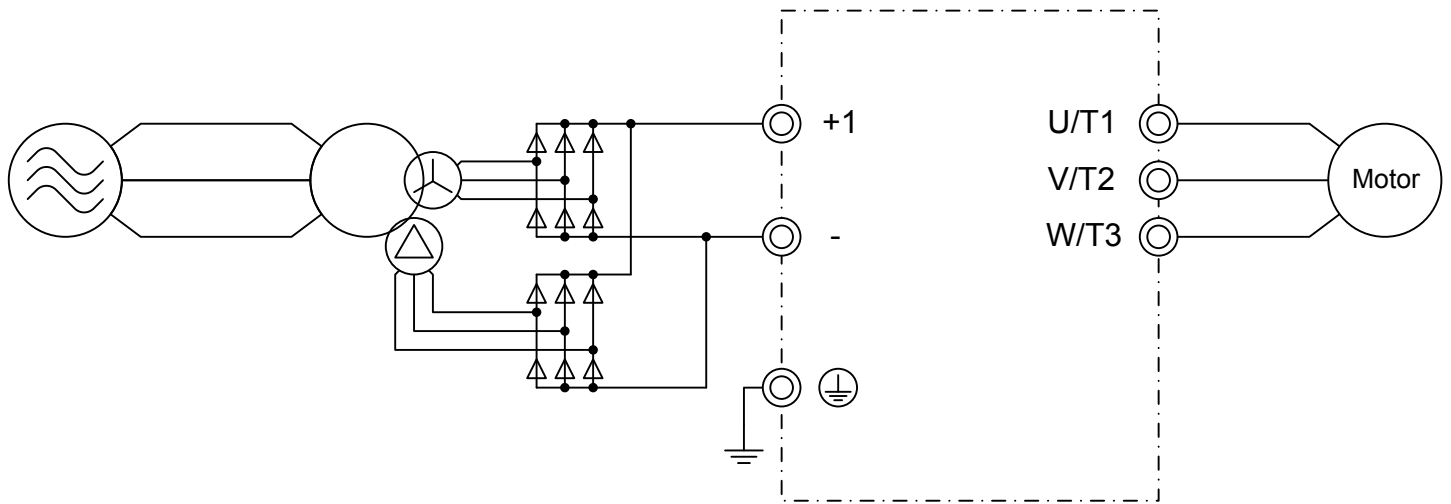 +1
U/T1
V/T2
Motor
-
W/T3